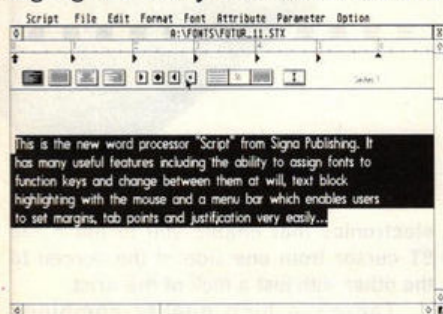 Script File Edit Format Font Attribute Parameter Option
A:\FONTS\FUTUR_11.STX
This is the new word processor "Script" from Signa Publishing. It
has many useful features including the ability to assign fonts to
function keys and change between them at will, text block
highlighting with the mouse and a menu bar which enables users
to set margins, tab points and justification very easily...